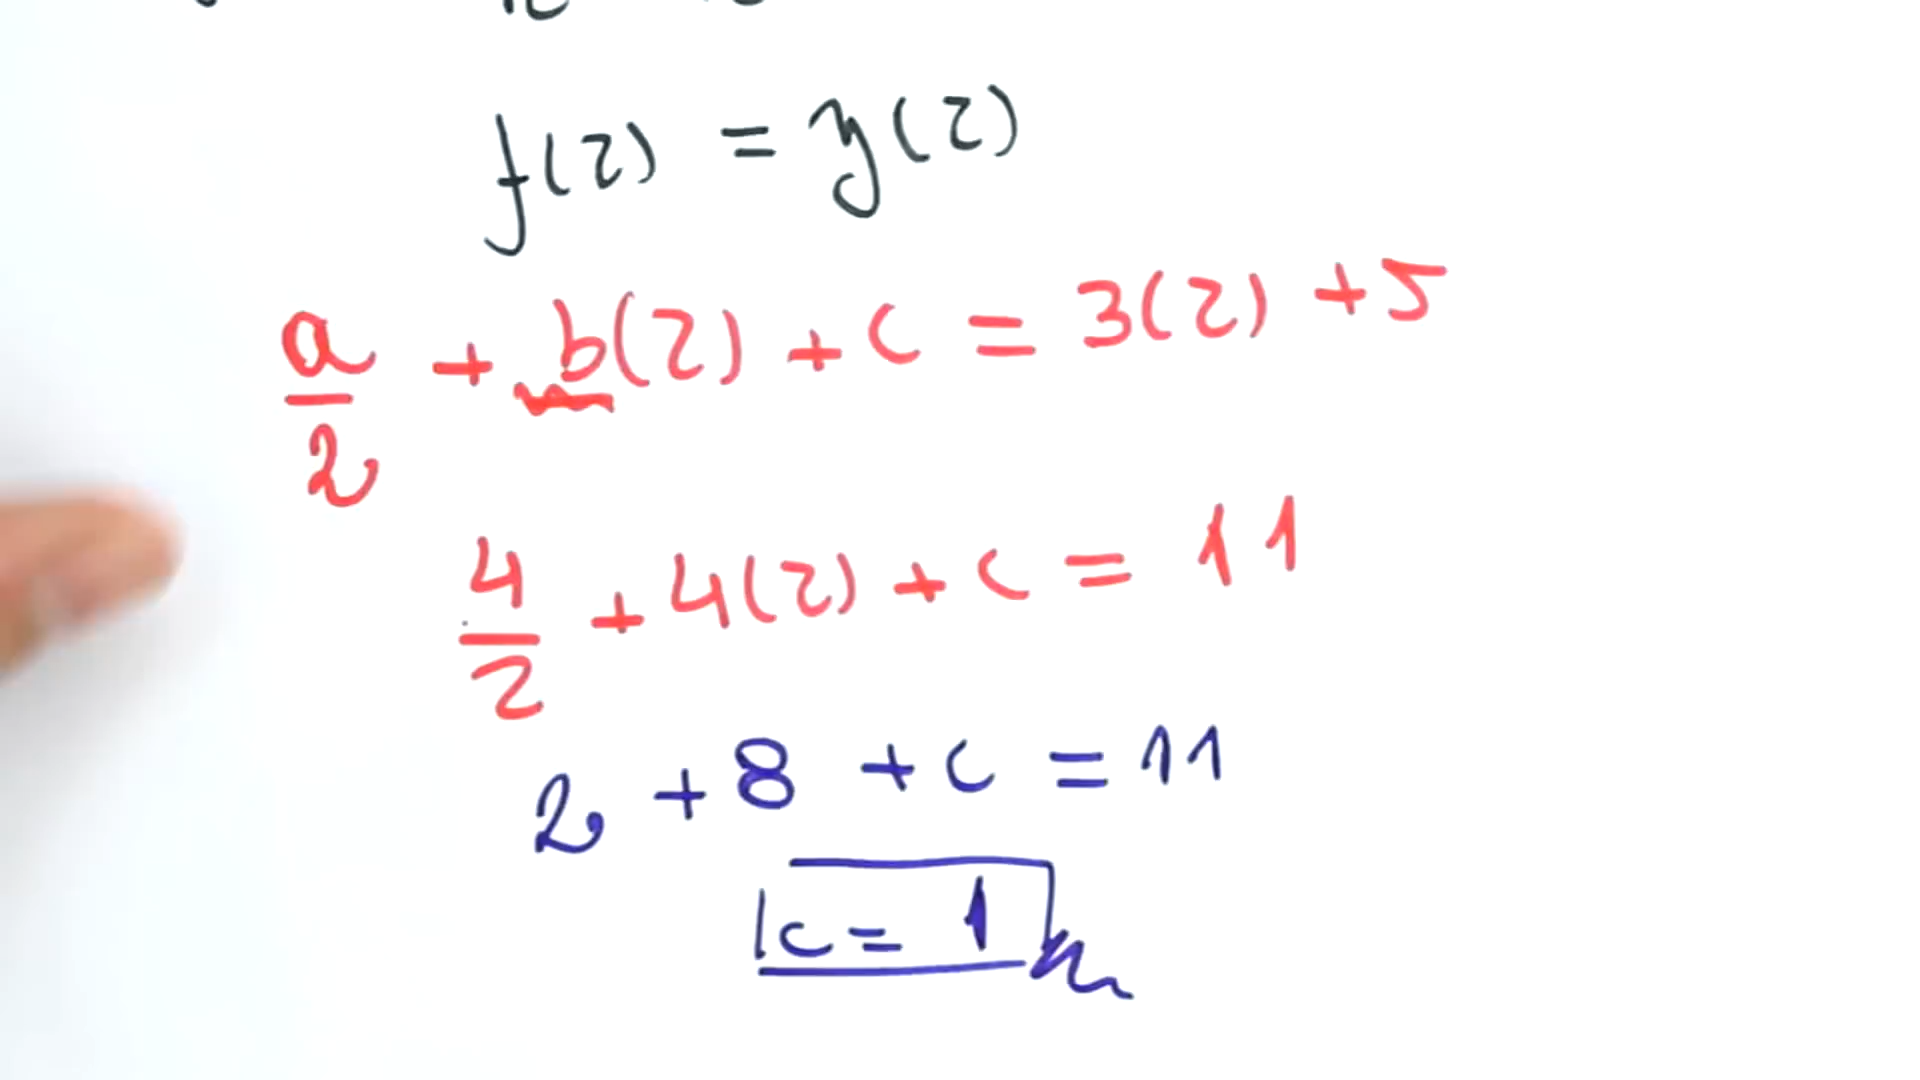 f(2) = y(2)
a/2 + b(2) + c = 3(2) + 5
4/2 + 4(2) + c = 11
2 + 8 + c = 11
c = 1